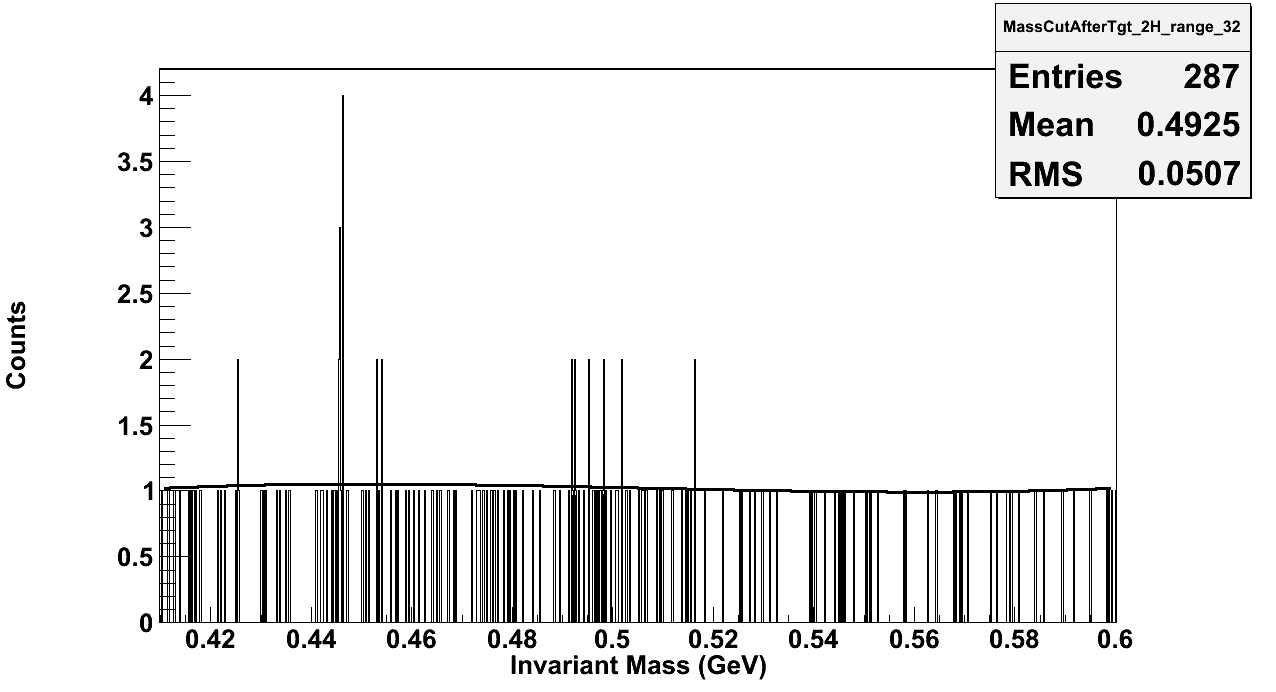 MassCutAfterTgt_2H_range_32
Entries 287
Mean 0.4925
RMS 0.0507
4
3.5
3
2.5
2
1.5
1
0.5
0
Counts
0.42 0.44 0.46 0.48 0.5 0.52 0.54 0.56 0.58 0.6
Invariant Mass (GeV)